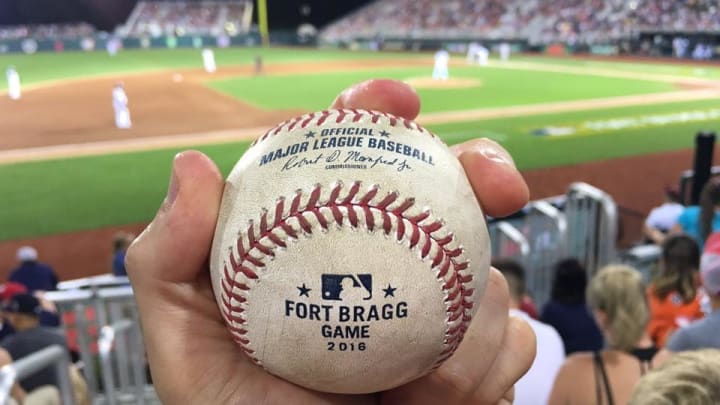 ★ OFFICIAL ★
MAJOR LEAGUE BASEBALL
Robert D. Manfred Jr.
COMMISSIONER
★ ★
FORT BRAGG
GAME
2016